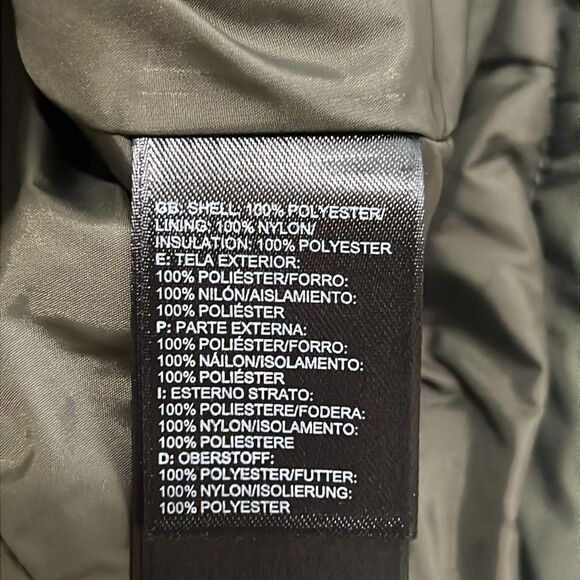 GB: SHELL: 100% POLYESTER/
LINING: 100% NYLON/
INSULATION: 100% POLYESTER
E: TELA EXTERIOR:
100% POLIÉSTER/FORRO:
100% NILÓN/AISLAMIENTO:
100% POLIÉSTER
P: PARTE EXTERNA:
100% POLIÉSTER/FORRO:
100% NÁILON/ISOLAMENTO:
100% POLIÉSTER
I: ESTERNO STRATO:
100% POLIESTERE/FODERA:
100% NYLON/ISOLAMENTO:
100% POLIESTERE
D: OBERSTOFF:
100% POLYESTER/FUTTER:
100% NYLON/ISOLIERUNG:
100% POLYESTER